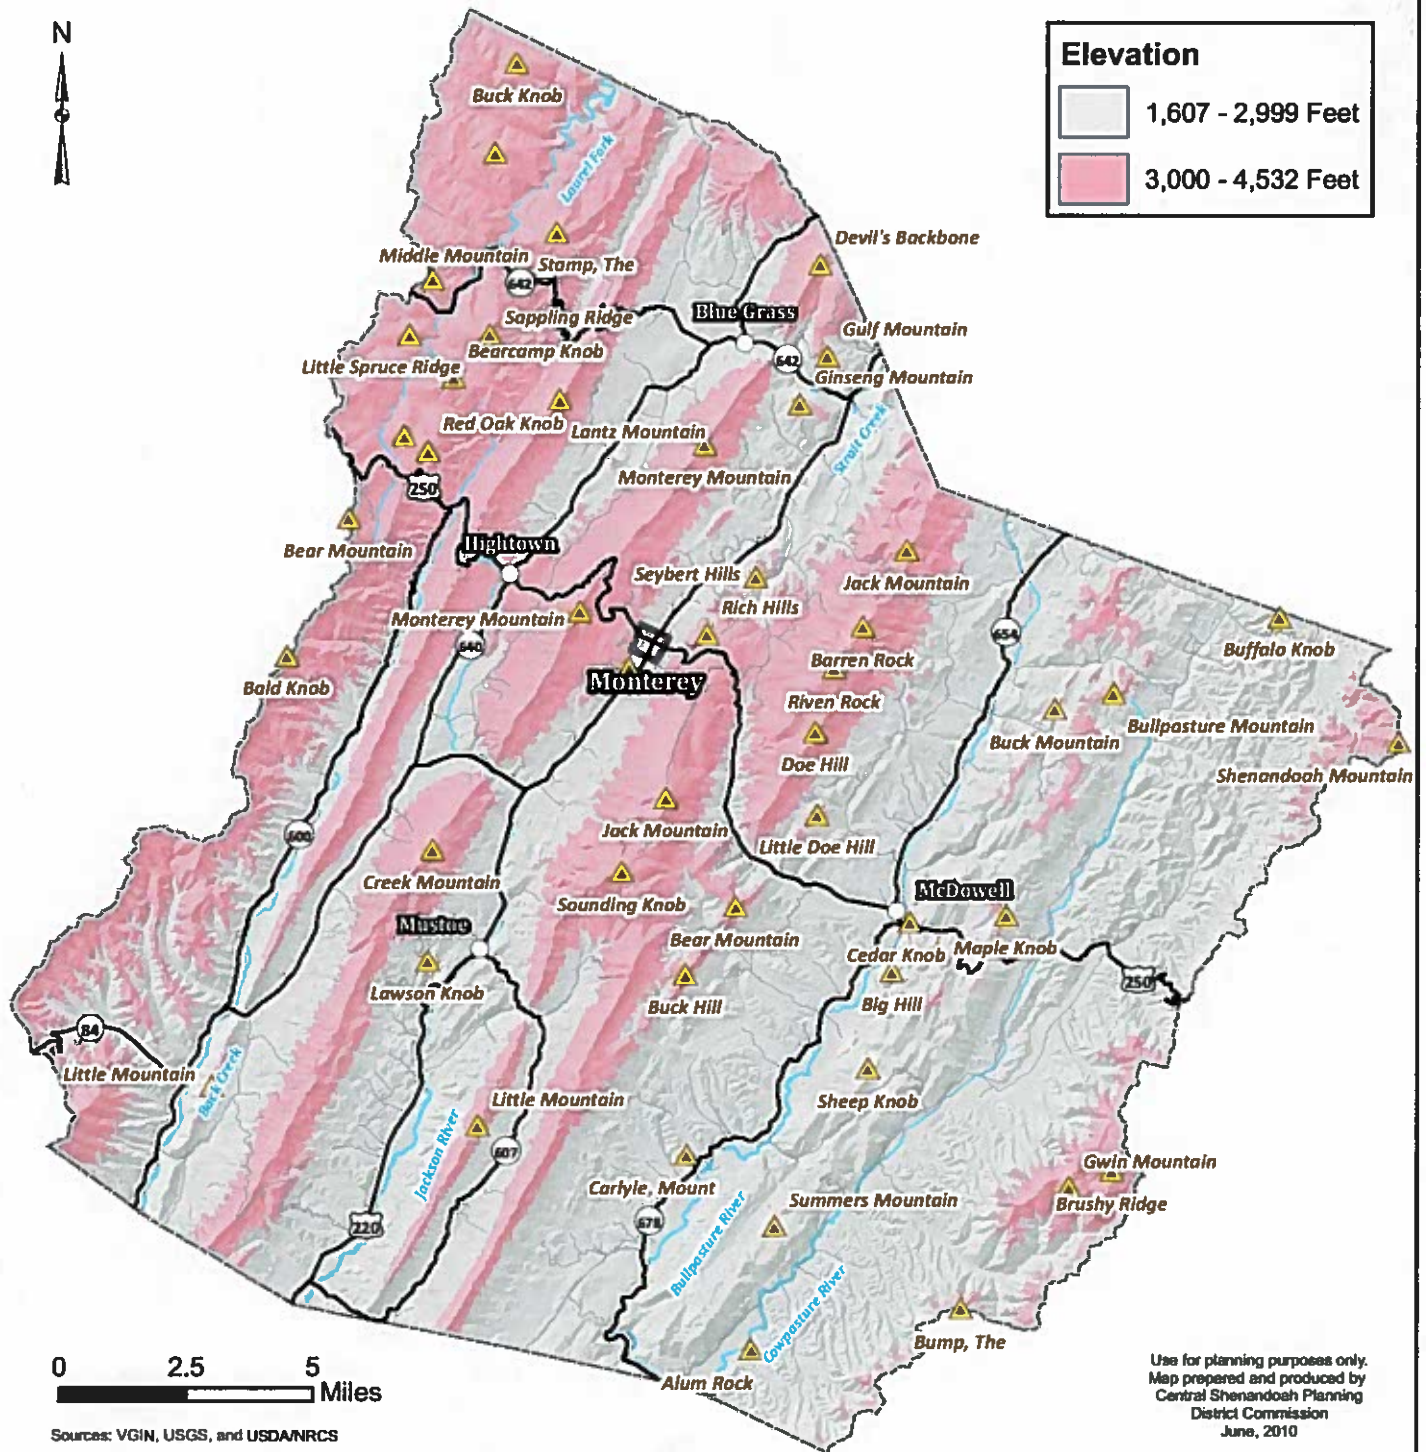 N
Elevation
1,607 - 2,999 Feet
3,000 - 4,532 Feet
Buck Knob
Laurel Fork
Devil's Backbone
Middle Mountain
Stamp, The
642
Sappling Ridge
Blue Grass
Gulf Mountain
Bearcamp Knob
642
Little Spruce Ridge
Ginseng Mountain
Red Oak Knob
Lantz Mountain
Strait Creek
Monterey Mountain
250
Bear Mountain
Hightown
Seybert Hills
Jack Mountain
Rich Hills
Monterey Mountain
640
654
Buffalo Knob
Barren Rock
Bald Knob
Monterey
Riven Rock
Bullpasture Mountain
Buck Mountain
Doe Hill
Shenandoah Mountain
600
Jack Mountain
Little Doe Hill
Creek Mountain
McDowell
Sounding Knob
Mustoe
Bear Mountain
Cedar Knob
Maple Knob
Lawson Knob
250
Buck Hill
Big Hill
84
Little Mountain
Back Creek
Little Mountain
Sheep Knob
Jackson River
607
Gwin Mountain
Carlyle, Mount
Summers Mountain
Brushy Ridge
678
220
Bullpasture River
Cowpasture River
Bump, The
Alum Rock
0 2.5 5
Miles
Sources: VGIN, USGS, and USDA/NRCS
Use for planning purposes only.
Map prepared and produced by
Central Shenandoah Planning
District Commission
June, 2010